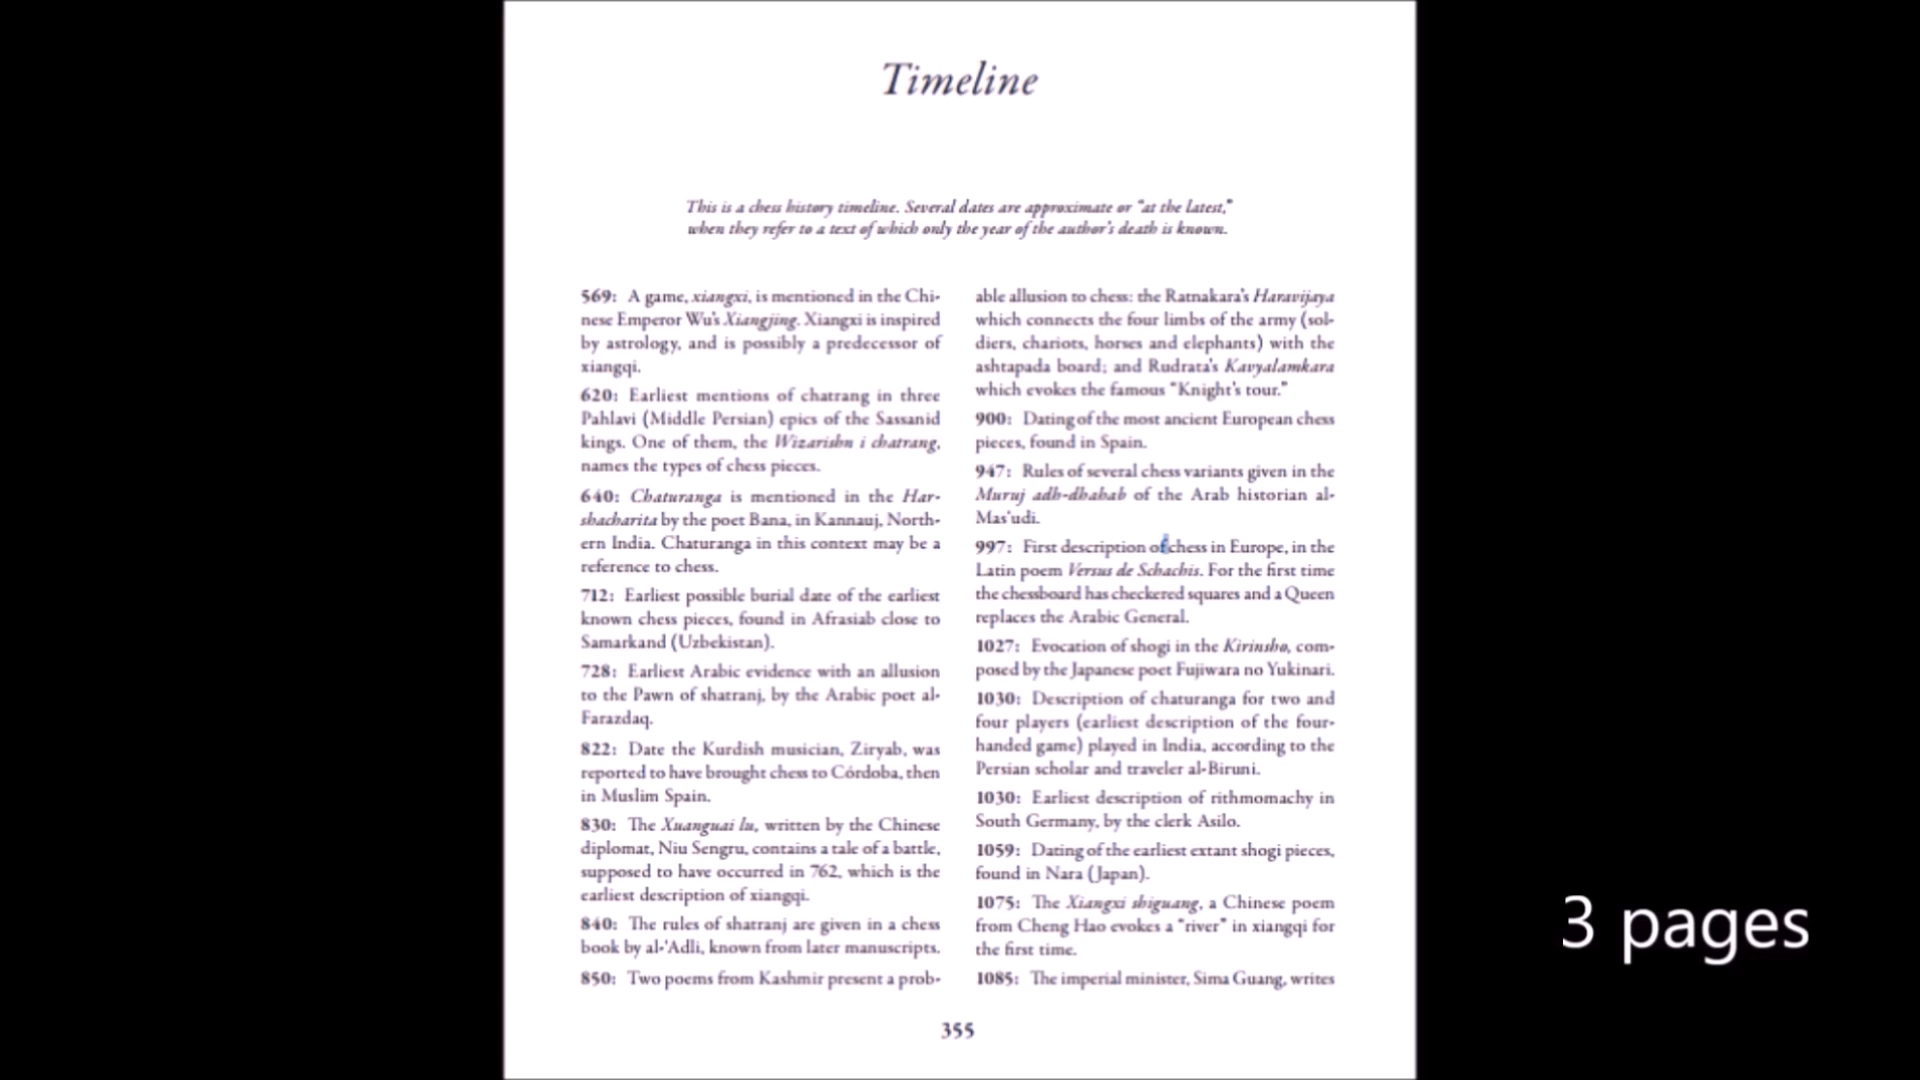 Timeline
This is a chess history timeline. Several dates are approximate or "at the latest,"
when they refer to a text of which only the year of the author's death is known.
569: A game, xiangxi, is mentioned in the Chi-
nese Emperor Wu's Xiangjing. Xiangxi is inspired
by astrology, and is possibly a predecessor of
xiangqi.
620: Earliest mentions of chatrang in three
Pahlavi (Middle Persian) epics of the Sassanid
kings. One of them, the Wizarishn i chatrang,
names the types of chess pieces.
640: Chaturanga is mentioned in the Har-
shacharita by the poet Bana, in Kannauj, North-
ern India. Chaturanga in this context may be a
reference to chess.
712: Earliest possible burial date of the earliest
known chess pieces, found in Afrasiab close to
Samarkand (Uzbekistan).
728: Earliest Arabic evidence with an allusion
to the Pawn of shatranj, by the Arabic poet al-
Farazdaq.
822: Date the Kurdish musician, Ziryab, was
reported to have brought chess to Córdoba, then
in Muslim Spain.
830: The Xuanguai lu, written by the Chinese
diplomat, Niu Sengru, contains a tale of a battle,
supposed to have occurred in 762, which is the
earliest description of xiangqi.
840: The rules of shatranj are given in a chess
book by al-'Adli, known from later manuscripts.
850: Two poems from Kashmir present a prob-
able allusion to chess: the Ratnakara's Haravijaya
which connects the four limbs of the army (sol-
diers, chariots, horses and elephants) with the
ashtapada board; and Rudrata's Kavyalamkara
which evokes the famous "Knight's tour."
900: Dating of the most ancient European chess
pieces, found in Spain.
947: Rules of several chess variants given in the
Muruj adh-dhahab of the Arab historian al-
Mas'udi.
997: First description of chess in Europe, in the
Latin poem Versus de Schachis. For the first time
the chessboard has checkered squares and a Queen
replaces the Arabic General.
1027: Evocation of shogi in the Kirinsho, com-
posed by the Japanese poet Fujiwara no Yukinari.
1030: Description of chaturanga for two and
four players (earliest description of the four-
handed game) played in India, according to the
Persian scholar and traveler al-Biruni.
1030: Earliest description of rithmomachy in
South Germany, by the clerk Asilo.
1059: Dating of the earliest extant shogi pieces,
found in Nara (Japan).
1075: The Xiangxi shiguang, a Chinese poem
from Cheng Hao evokes a "river" in xiangqi for
the first time.
1085: The imperial minister, Sima Guang, writes
355
3 pages